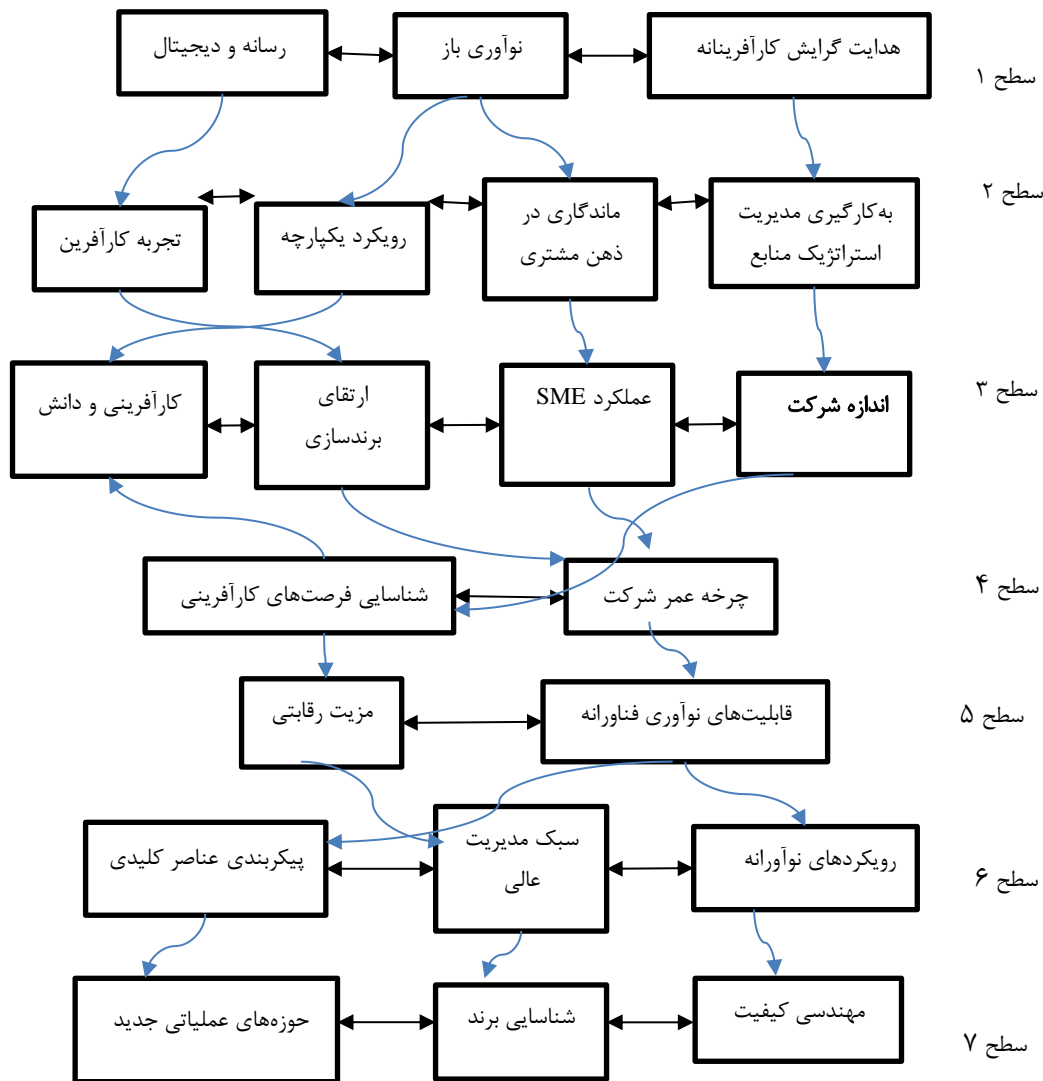 هدایت گرایش کارآفرینانه
نوآوری باز
رسانه و دیجیتال
سطح ۱
به‌کارگیری مدیریت
استراتژیک منابع
ماندگاری در
ذهن مشتری
رویکرد یکپارچه
تجربه کارآفرین
سطح ۲
اندازه شرکت
عملکرد SME
ارتقای
برندسازی
کارآفرینی و دانش
سطح ۳
چرخه عمر شرکت
شناسایی فرصت‌های کارآفرینی
سطح ۴
قابلیت‌های نوآوری فناورانه
مزیت رقابتی
سطح ۵
رویکردهای نوآورانه
سبک مدیریت
عالی
پیکربندی عناصر کلیدی
سطح ۶
مهندسی کیفیت
شناسایی برند
حوزه‌های عملیاتی جدید
سطح ۷